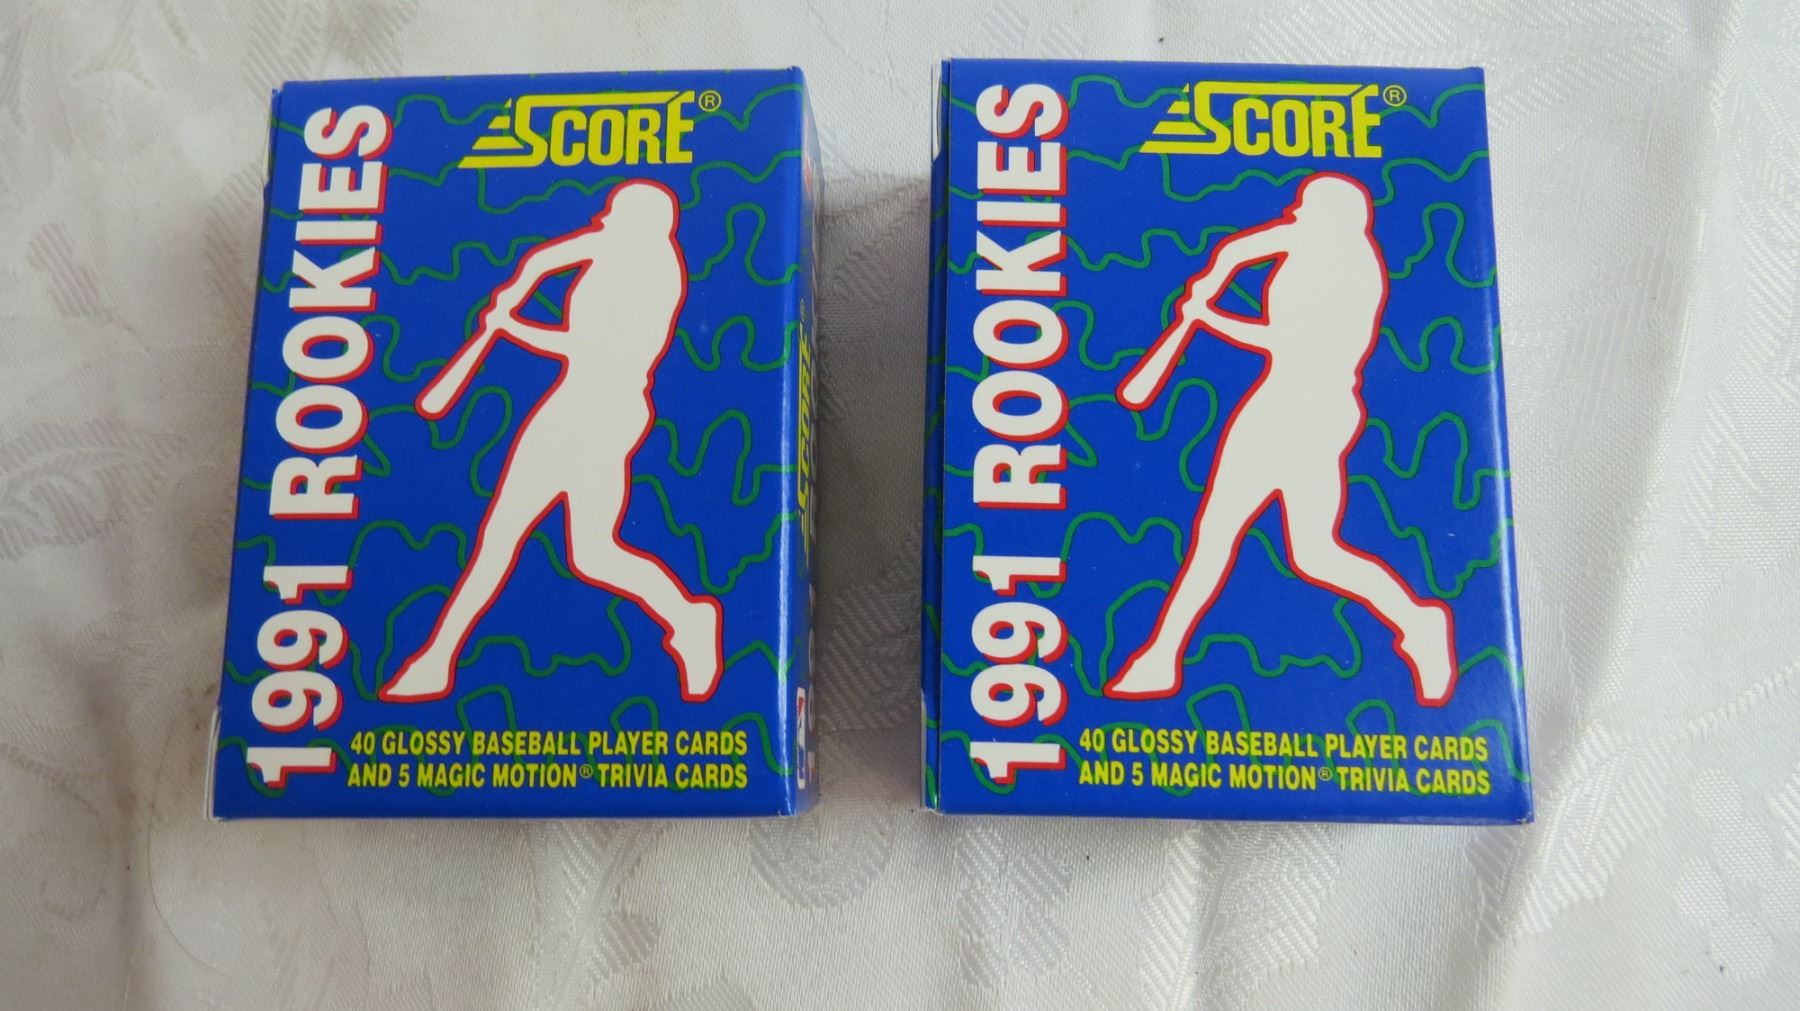 SCORE®
1991 ROOKIES
40 GLOSSY BASEBALL PLAYER CARDS
AND 5 MAGIC MOTION® TRIVIA CARDS
SCORE®
SCORE®
1991 ROOKIES
40 GLOSSY BASEBALL PLAYER CARDS
AND 5 MAGIC MOTION® TRIVIA CARDS